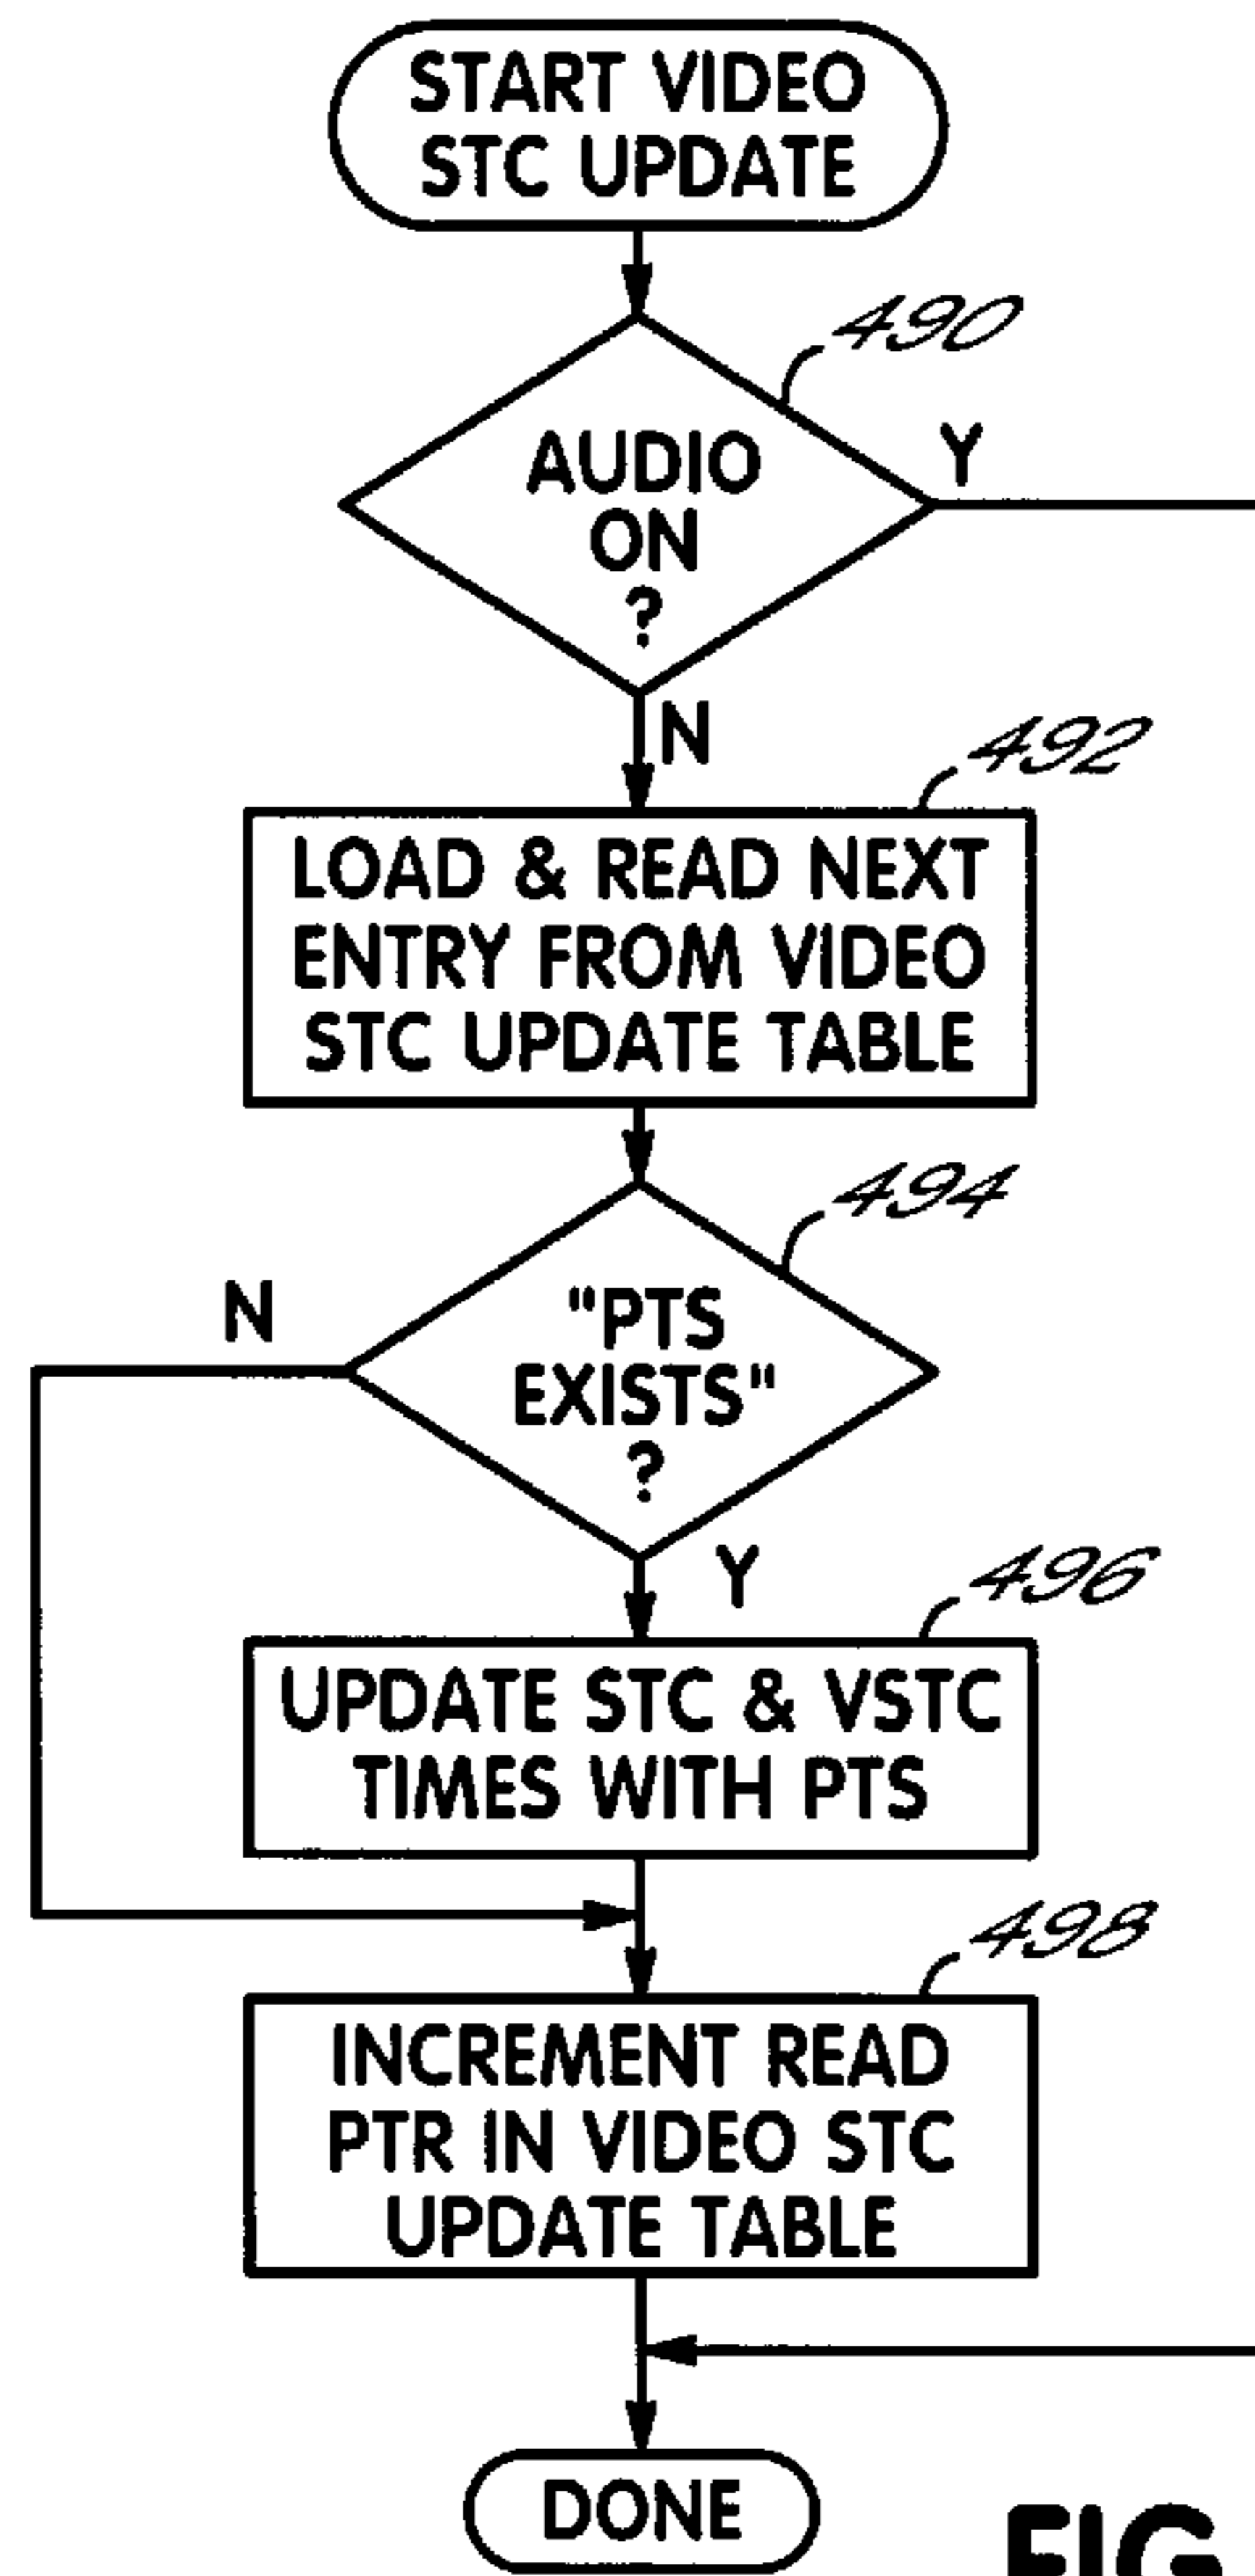 START VIDEO
STC UPDATE
490
AUDIO
ON
?
Y
N
492
LOAD & READ NEXT
ENTRY FROM VIDEO
STC UPDATE TABLE
494
"PTS
EXISTS"
?
N
Y
496
UPDATE STC & VSTC
TIMES WITH PTS
498
INCREMENT READ
PTR IN VIDEO STC
UPDATE TABLE
DONE
FIG